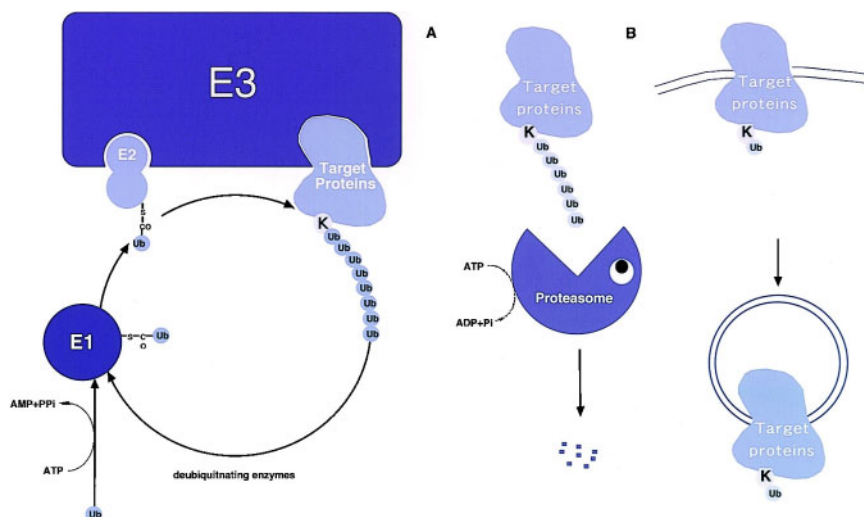 E3
E2
Target
Proteins
S
CO
Ub
K
Ub
Ub
Ub
Ub
Ub
Ub
Ub
Ub
E1
S
C
O
Ub
AMP+PPi
ATP
Ub
deubiquitnating enzymes
A
Target
proteins
K
Ub
Ub
Ub
Ub
Ub
Ub
ATP
Proteasome
ADP+Pi
B
Target
proteins
K
Ub
Target
proteins
K
Ub